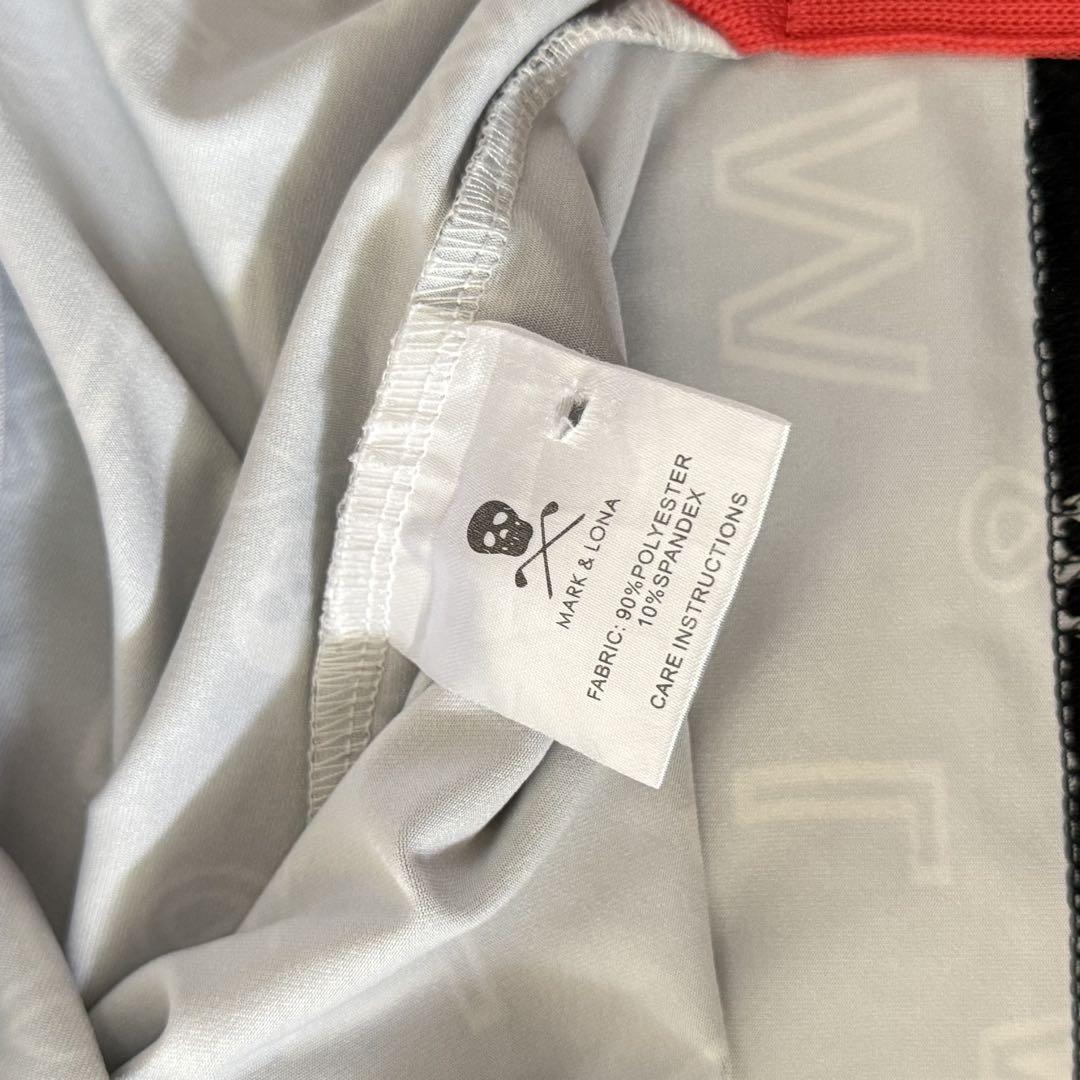 MARK & LONA
FABRIC: 90%POLYESTER
10%SPANDEX
CARE INSTRUCTIONS
M
&
L